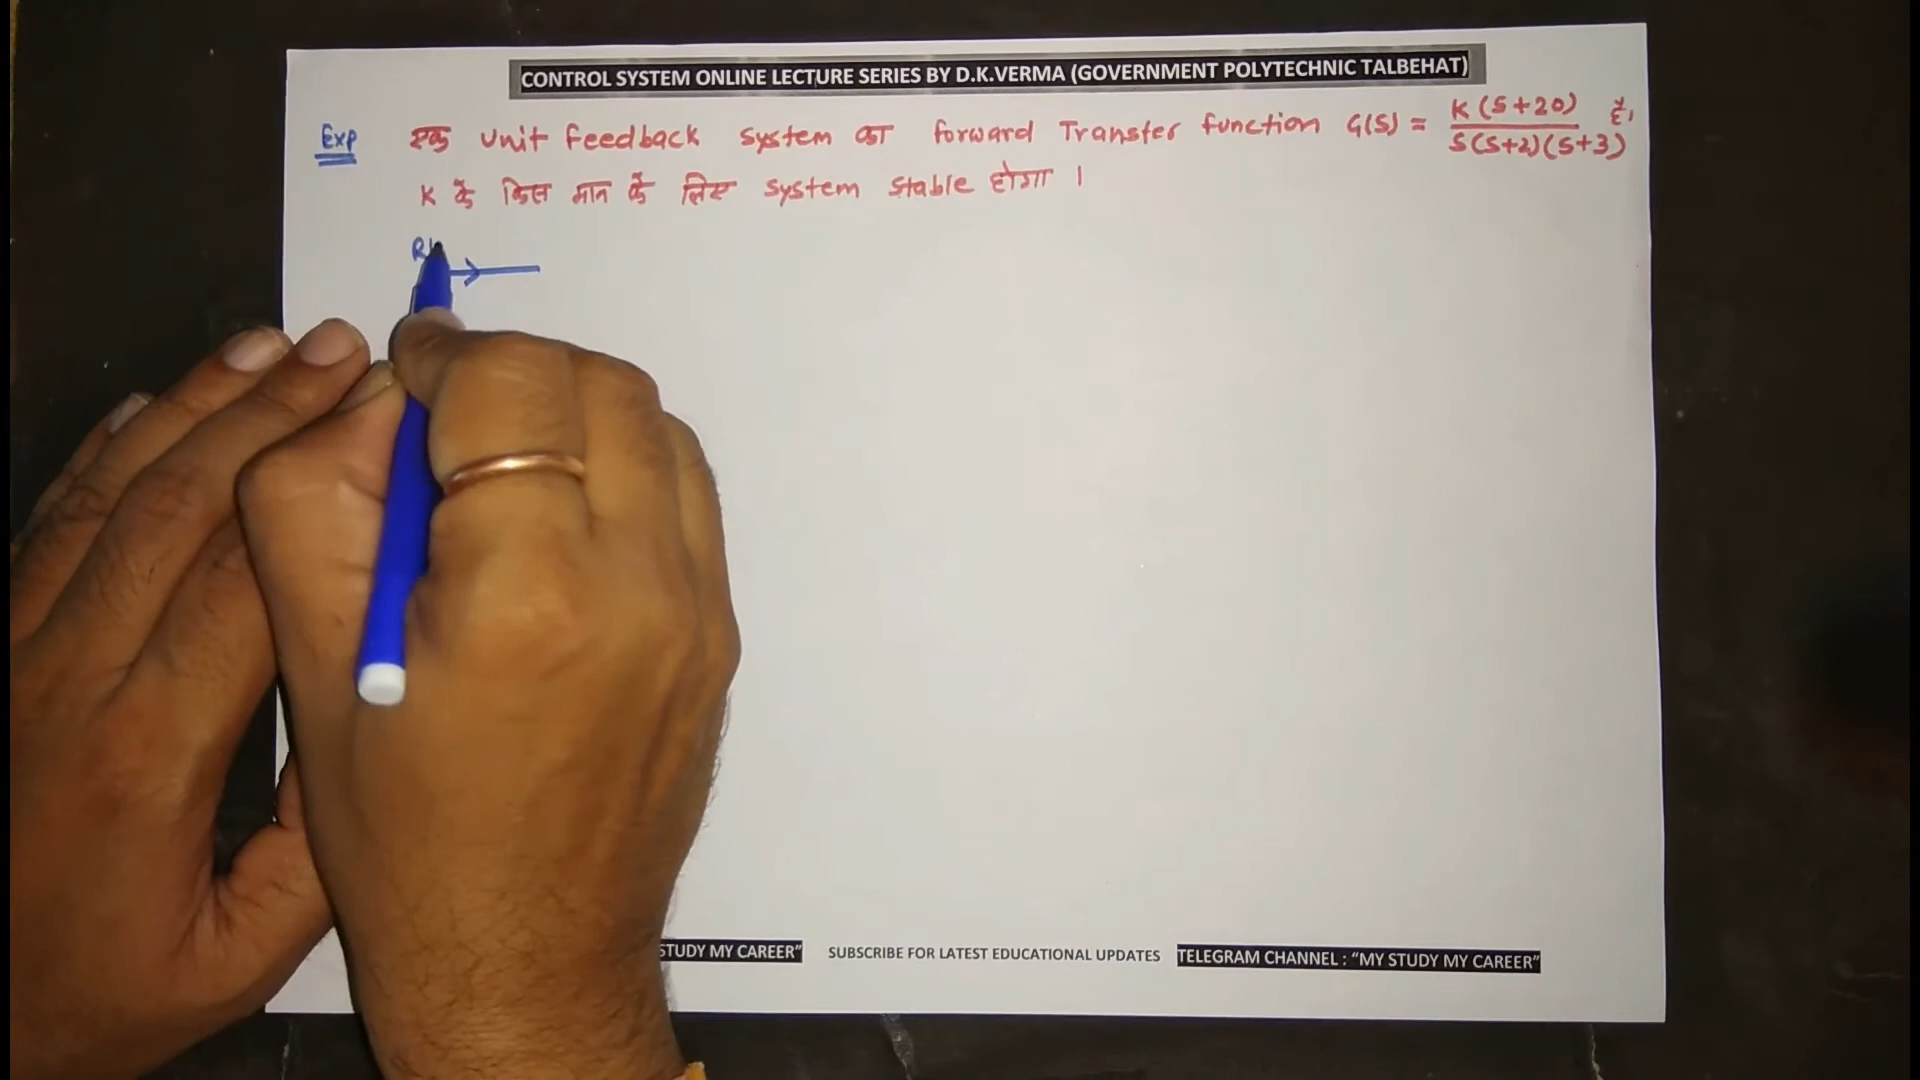 CONTROL SYSTEM ONLINE LECTURE SERIES BY D.K.VERMA (GOVERNMENT POLYTECHNIC TALBEHAT)
Exp एक Unit feedback system का forward Transfer function G(S) = K(S+20) / S(S+2)(S+3) है,
K के किस मान के लिए system stable होगा ।
STUDY MY CAREER” SUBSCRIBE FOR LATEST EDUCATIONAL UPDATES TELEGRAM CHANNEL : “MY STUDY MY CAREER”